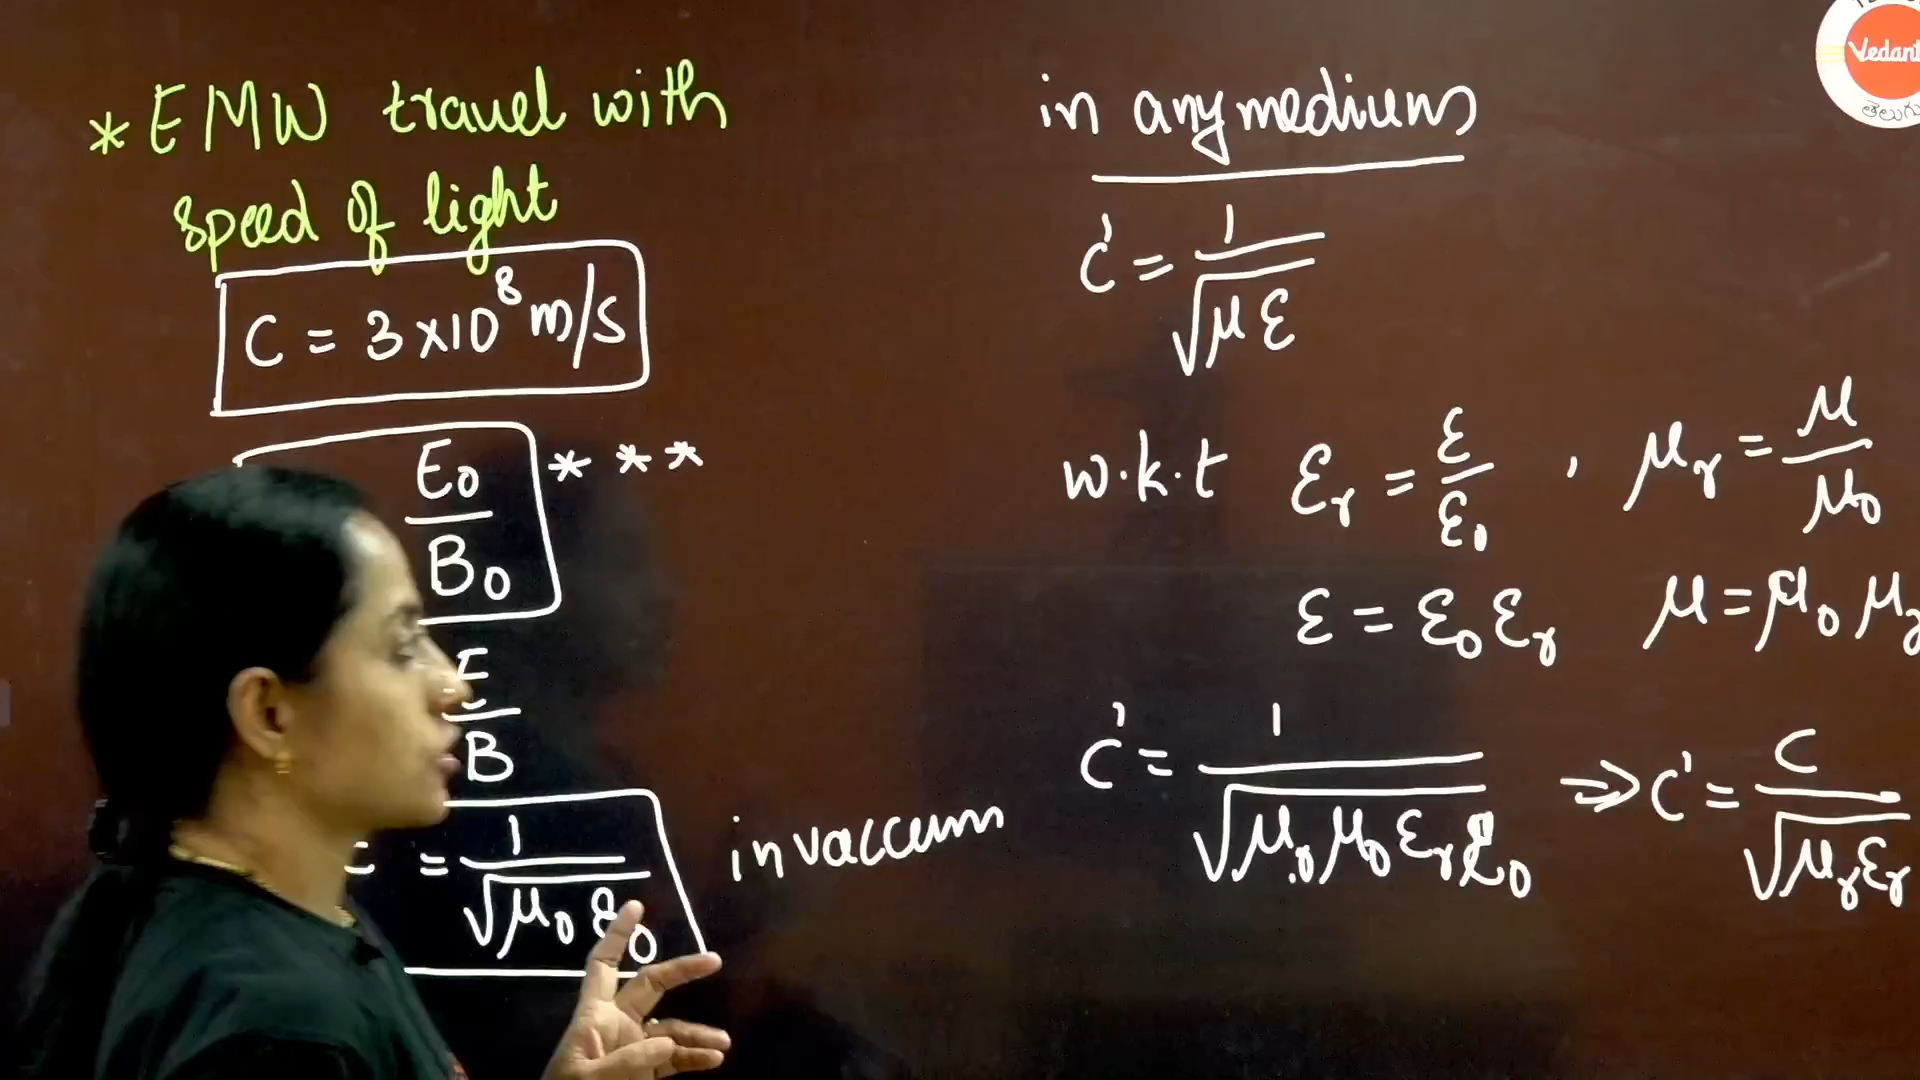 * EMW travel with
speed of light
C = 3×10⁸ m/s
E₀/B₀ ***
E/B
= 1/√μ₀ε₀ in vaccum
in any medium
C' = 1/√με
w.k.t εᵣ = ε/ε₀ , μᵣ = μ/μ₀
ε = ε₀εᵣ μ = μ₀μᵣ
C' = 1/√μᵣμ₀εᵣε₀ ⇒ C' = C/√μᵣεᵣ
Vedant
తెలుగు